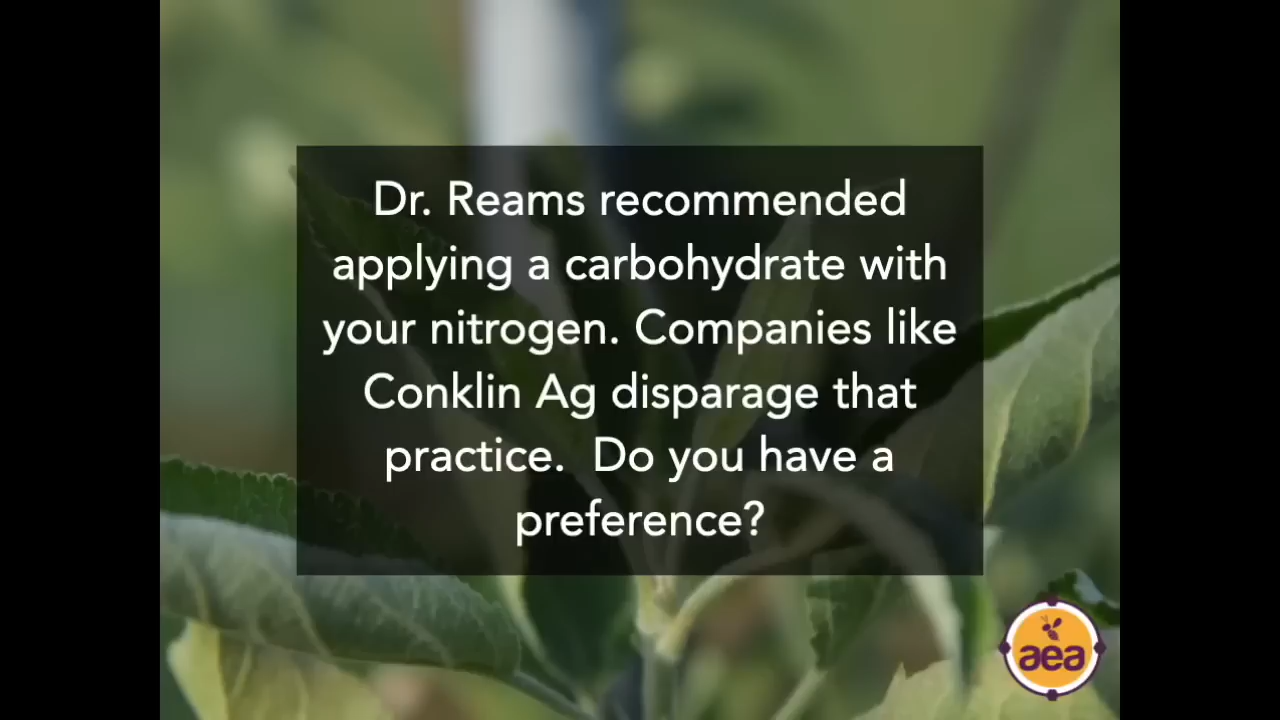 Dr. Reams recommended
applying a carbohydrate with
your nitrogen. Companies like
Conklin Ag disparage that
practice.  Do you have a
preference?
aea